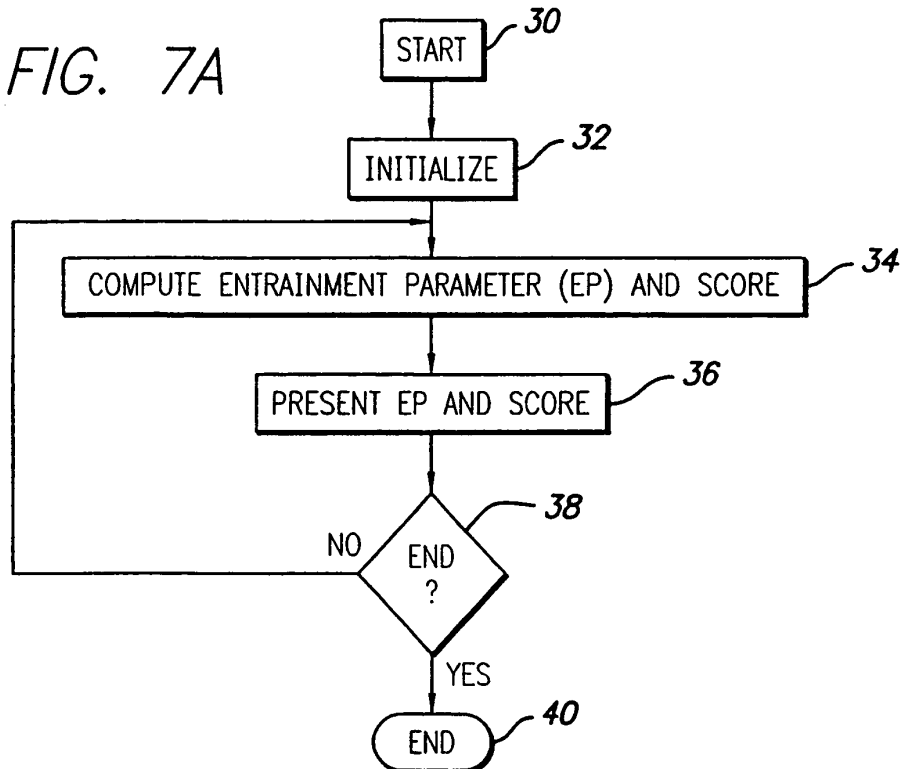 FIG. 7A
START
30
INITIALIZE
32
COMPUTE ENTRAINMENT PARAMETER (EP) AND SCORE
34
PRESENT EP AND SCORE
36
END
?
38
NO
YES
END
40